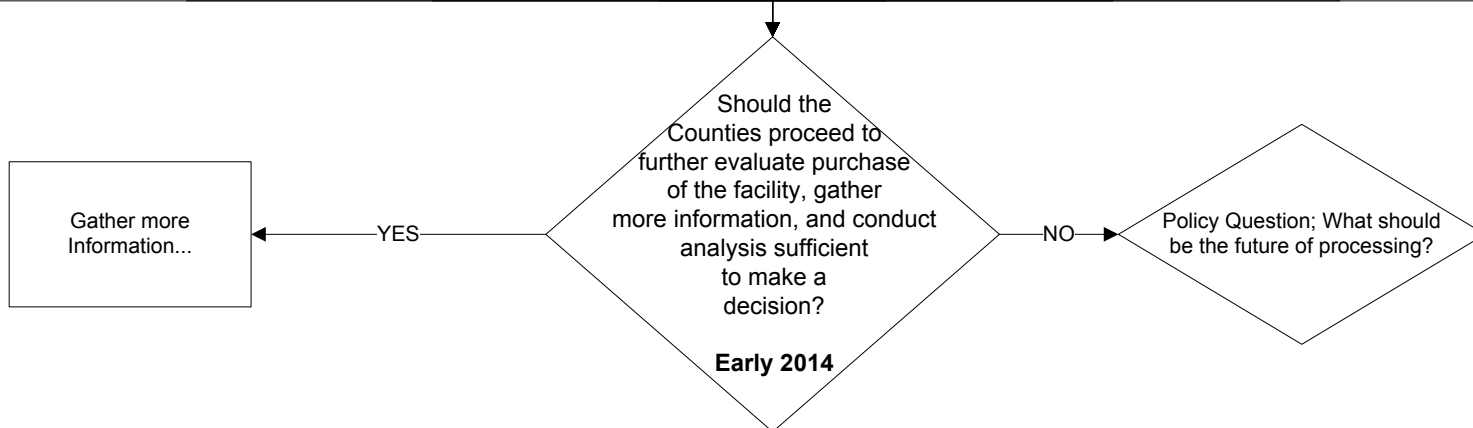 Gather more
Information...
YES
Should the
Counties proceed to
further evaluate purchase
of the facility, gather
more information, and conduct
analysis sufficient
to make a
decision?
Early 2014
NO
Policy Question; What should
be the future of processing?